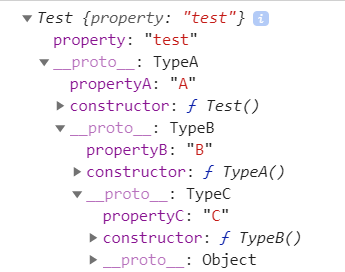 Test {property: "test"} i
property: "test"
__proto__: TypeA
propertyA: "A"
constructor: ƒ Test()
__proto__: TypeB
propertyB: "B"
constructor: ƒ TypeA()
__proto__: TypeC
propertyC: "C"
constructor: ƒ TypeB()
__proto__: Object